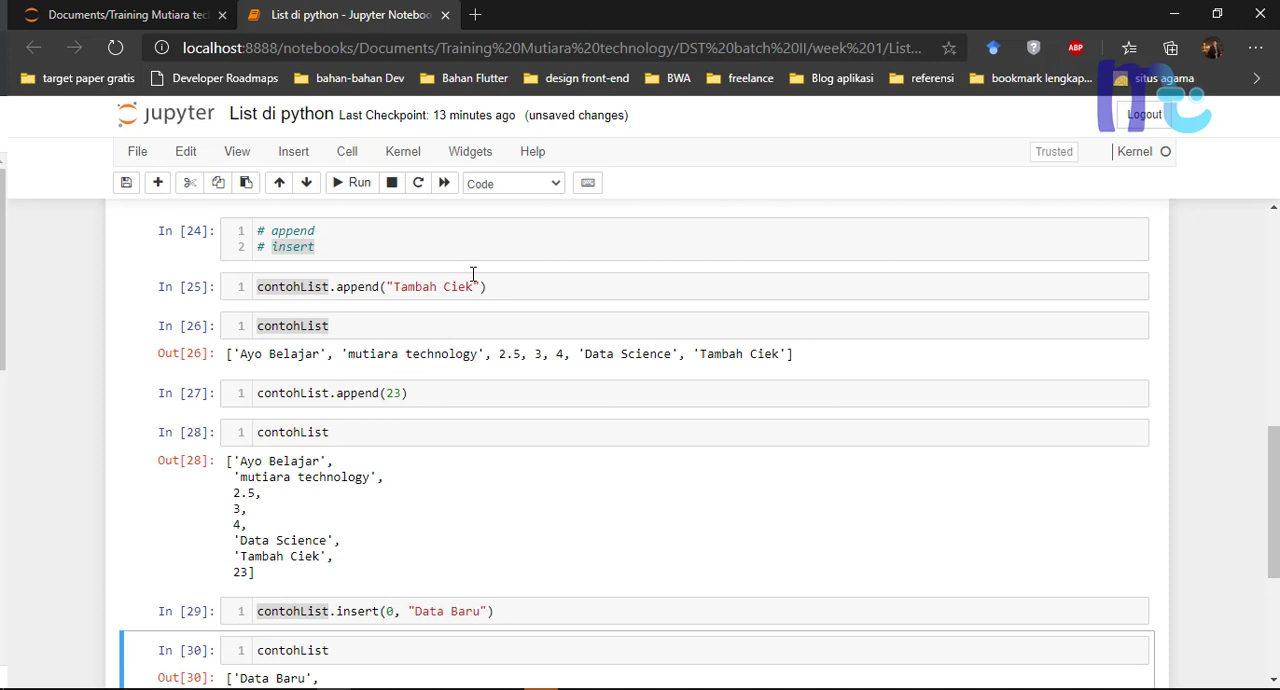 Documents/Training Mutiara tec
List di python - Jupyter Noteboo
localhost:8888/notebooks/Documents/Training%20Mutiara%20technology/DST%20batch%20II/week%201/List...
ABP
target paper gratis
Developer Roadmaps
bahan-bahan Dev
Bahan Flutter
design front-end
BWA
freelance
Blog aplikasi
referensi
bookmark lengkap...
situs agama
jupyter List di python Last Checkpoint: 13 minutes ago (unsaved changes)
Logout
File Edit View Insert Cell Kernel Widgets Help
Trusted
Kernel
Run
Code
In [24]: 1 # append
2 # insert
In [25]: 1 contohList.append("Tambah Ciek")
In [26]: 1 contohList
Out[26]: ['Ayo Belajar', 'mutiara technology', 2.5, 3, 4, 'Data Science', 'Tambah Ciek']
In [27]: 1 contohList.append(23)
In [28]: 1 contohList
Out[28]: ['Ayo Belajar',
'mutiara technology',
2.5,
3,
4,
'Data Science',
'Tambah Ciek',
23]
In [29]: 1 contohList.insert(0, "Data Baru")
In [30]: 1 contohList
Out[30]: ['Data Baru',